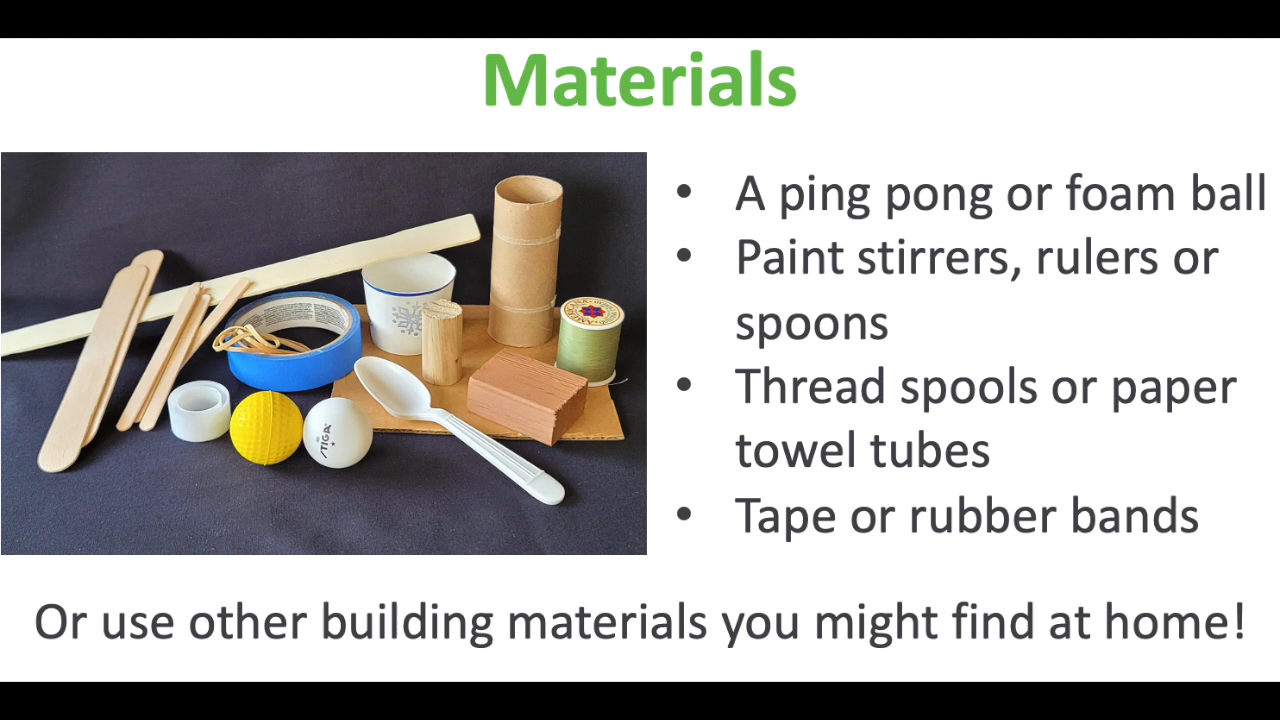 Materials
• A ping pong or foam ball
• Paint stirrers, rulers or
spoons
• Thread spools or paper
towel tubes
• Tape or rubber bands
STIGA
Or use other building materials you might find at home!